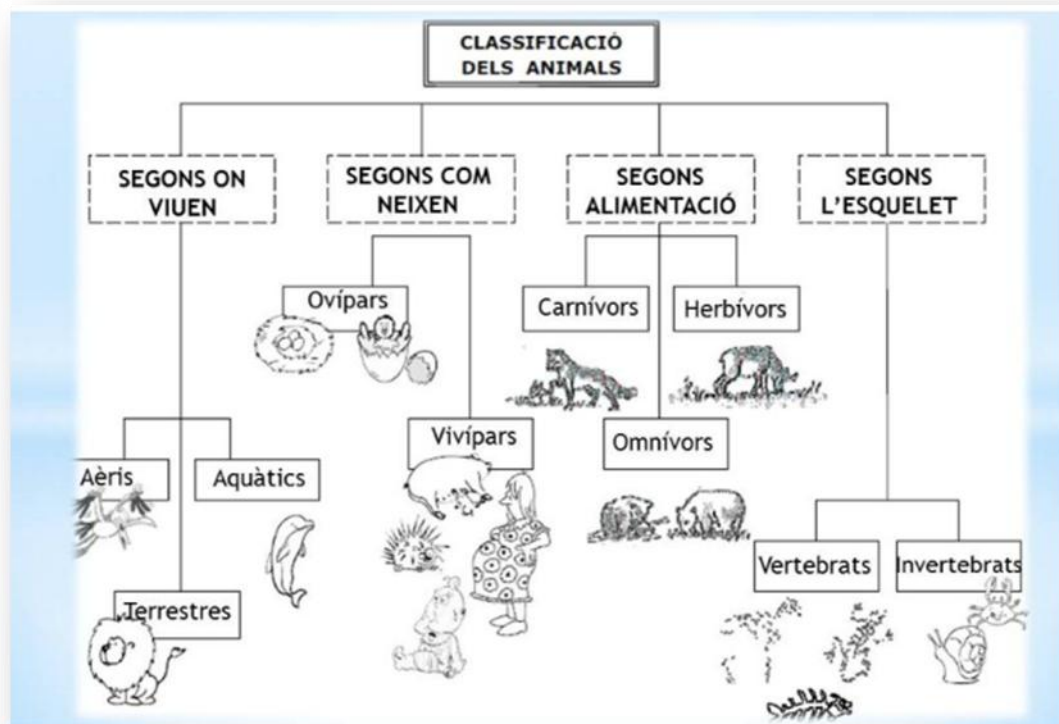 CLASSIFICACIÓ
DELS ANIMALS
SEGONS ON
VIUEN
SEGONS COM
NEIXEN
SEGONS
ALIMENTACIÓ
SEGONS
L'ESQUELET
Ovípars
Carnívors
Herbívors
Vivípars
Omnívors
Aèris
Aquàtics
Vertebrats
Invertebrats
Terrestres